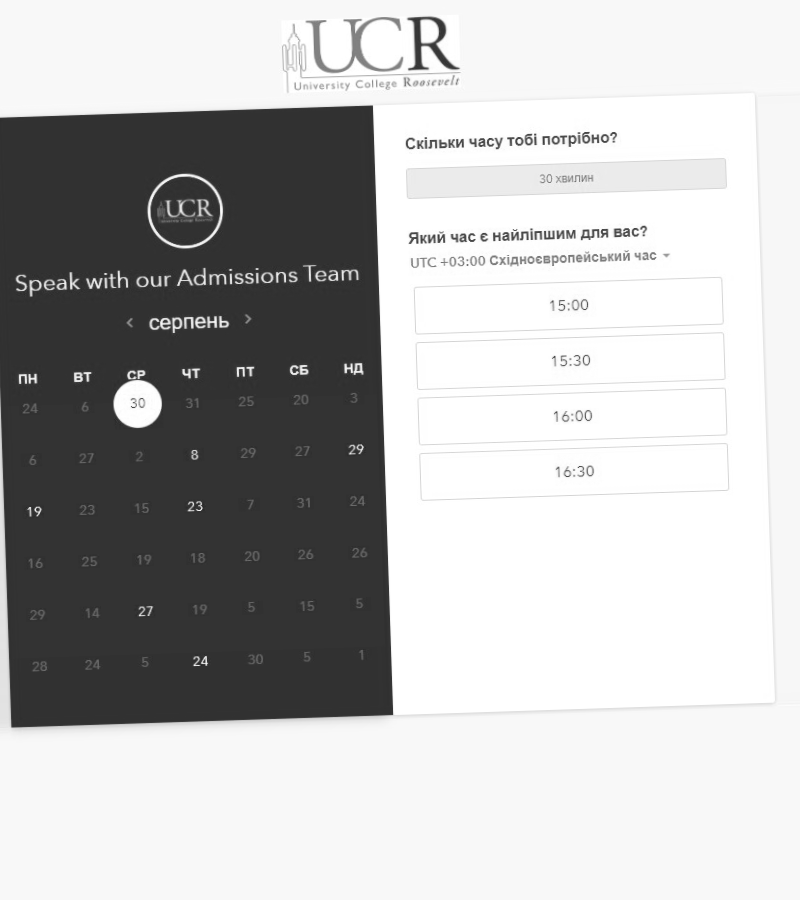 UCR
University College Roosevelt
UCR
Speak with our Admissions Team
серпень
ПН ВТ СР ЧТ ПТ СБ НД
24 6 30 31 25 20 3
6 27 2 8 29 27 29
19 23 15 23 7 31 24
16 25 19 18 20 26 26
29 14 27 19 5 15 5
28 24 5 24 30 5 1
Скільки часу тобі потрібно?
30 хвилин
Який час є найліпшим для вас?
UTC +03:00 Східноєвропейський час
15:00
15:30
16:00
16:30